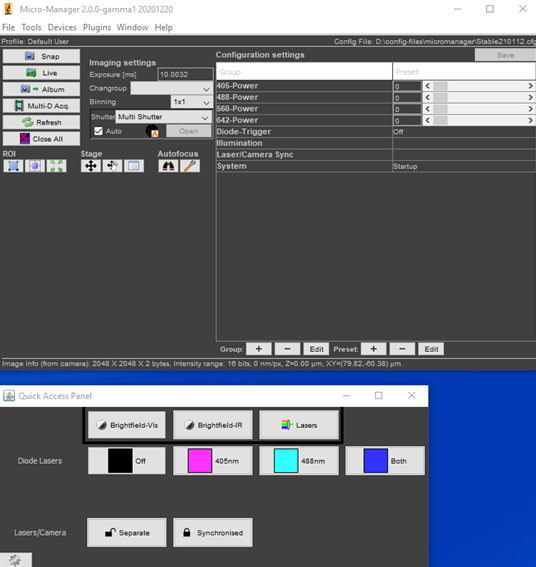 Micro-Manager 2.0.0-gamma1 20201220
File Tools Devices Plugins Window Help
Profile: Default User Config File: D:\config-files\micromanager\Stable210112.cfg
Snap
Live
Album
Multi-D Acq.
Refresh
Close All
Imaging settings
Exposure [ms] 10.0032
Changroup
Binning 1x1
Shutter Multi Shutter
Auto Open
ROI Stage Autofocus
Configuration settings Save
Group Preset
405-Power 0
488-Power 0
560-Power 0
642-Power 0
Diode-Trigger Off
Illumination
Laser/Camera Sync
System Startup
Group: + − Edit Preset: + − Edit
Image info (from camera): 2048 X 2048 X 2 bytes, Intensity range: 16 bits, 0 nm/px, Z=0.00 µm, XY=(79.82,-60.38) µm
Quick Access Panel
Brightfield-Vis Brightfield-IR Lasers
Diode Lasers Off 405nm 488nm Both
Lasers/Camera Separate Synchronised